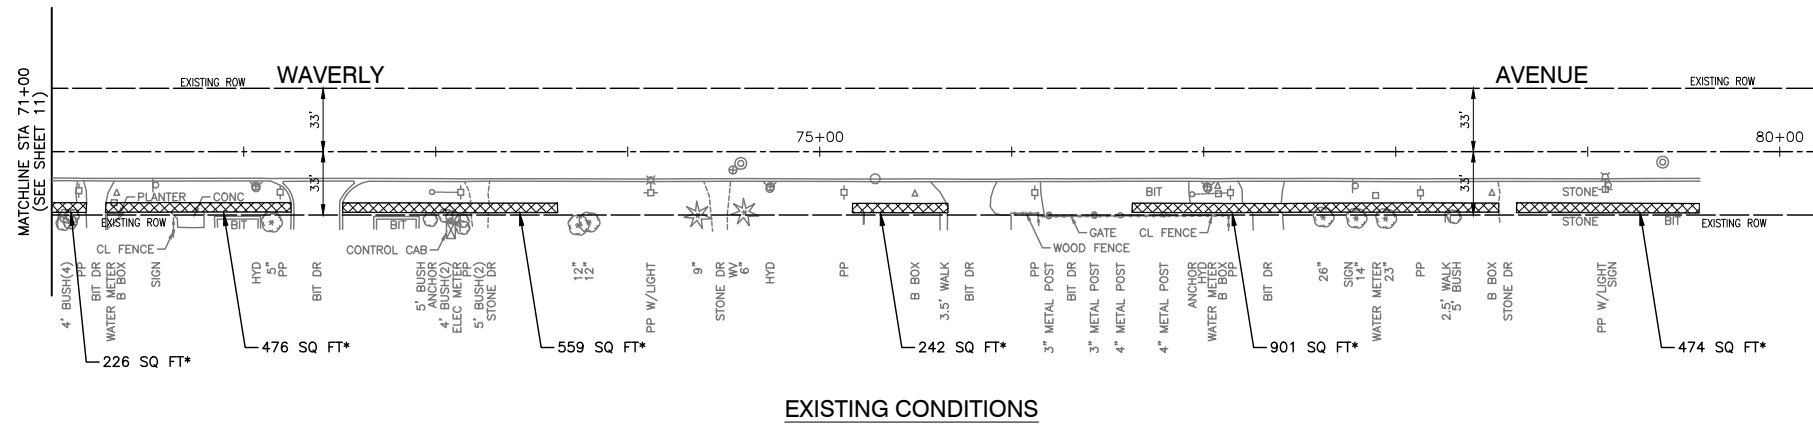 WAVERLY
AVENUE
EXISTING ROW
EXISTING ROW
MATCHLINE STA 71+00
(SEE SHEET 11)
33'
33'
33'
33'
75+00
80+00
PLANTER
CONC
BIT
STONE
EXISTING ROW
BIT
BIT
STONE
BIT
EXISTING ROW
CL FENCE
CONTROL CAB
GATE
CL FENCE
WOOD FENCE
4' BUSH(4)
PP
BIT DR
WATER METER
B BOX
SIGN
HYD
5"
PP
BIT DR
5' BUSH
ANCHOR
4' BUSH(2)
ELEC METER
PP
5' BUSH(2)
STONE DR
12"
12"
PP W/LIGHT
9"
STONE DR
WV
6"
HYD
PP
B BOX
3.5' WALK
BIT DR
PP
3" METAL POST
BIT DR
3" METAL POST
4" METAL POST
4" METAL POST
ANCHOR
HYD
WATER METER
B BOX
PP
BIT DR
26"
SIGN
14"
WATER METER
23"
PP
2.5' WALK
5' BUSH
B BOX
STONE DR
PP W/LIGHT
SIGN
226 SQ FT*
476 SQ FT*
559 SQ FT*
242 SQ FT*
901 SQ FT*
474 SQ FT*
EXISTING CONDITIONS